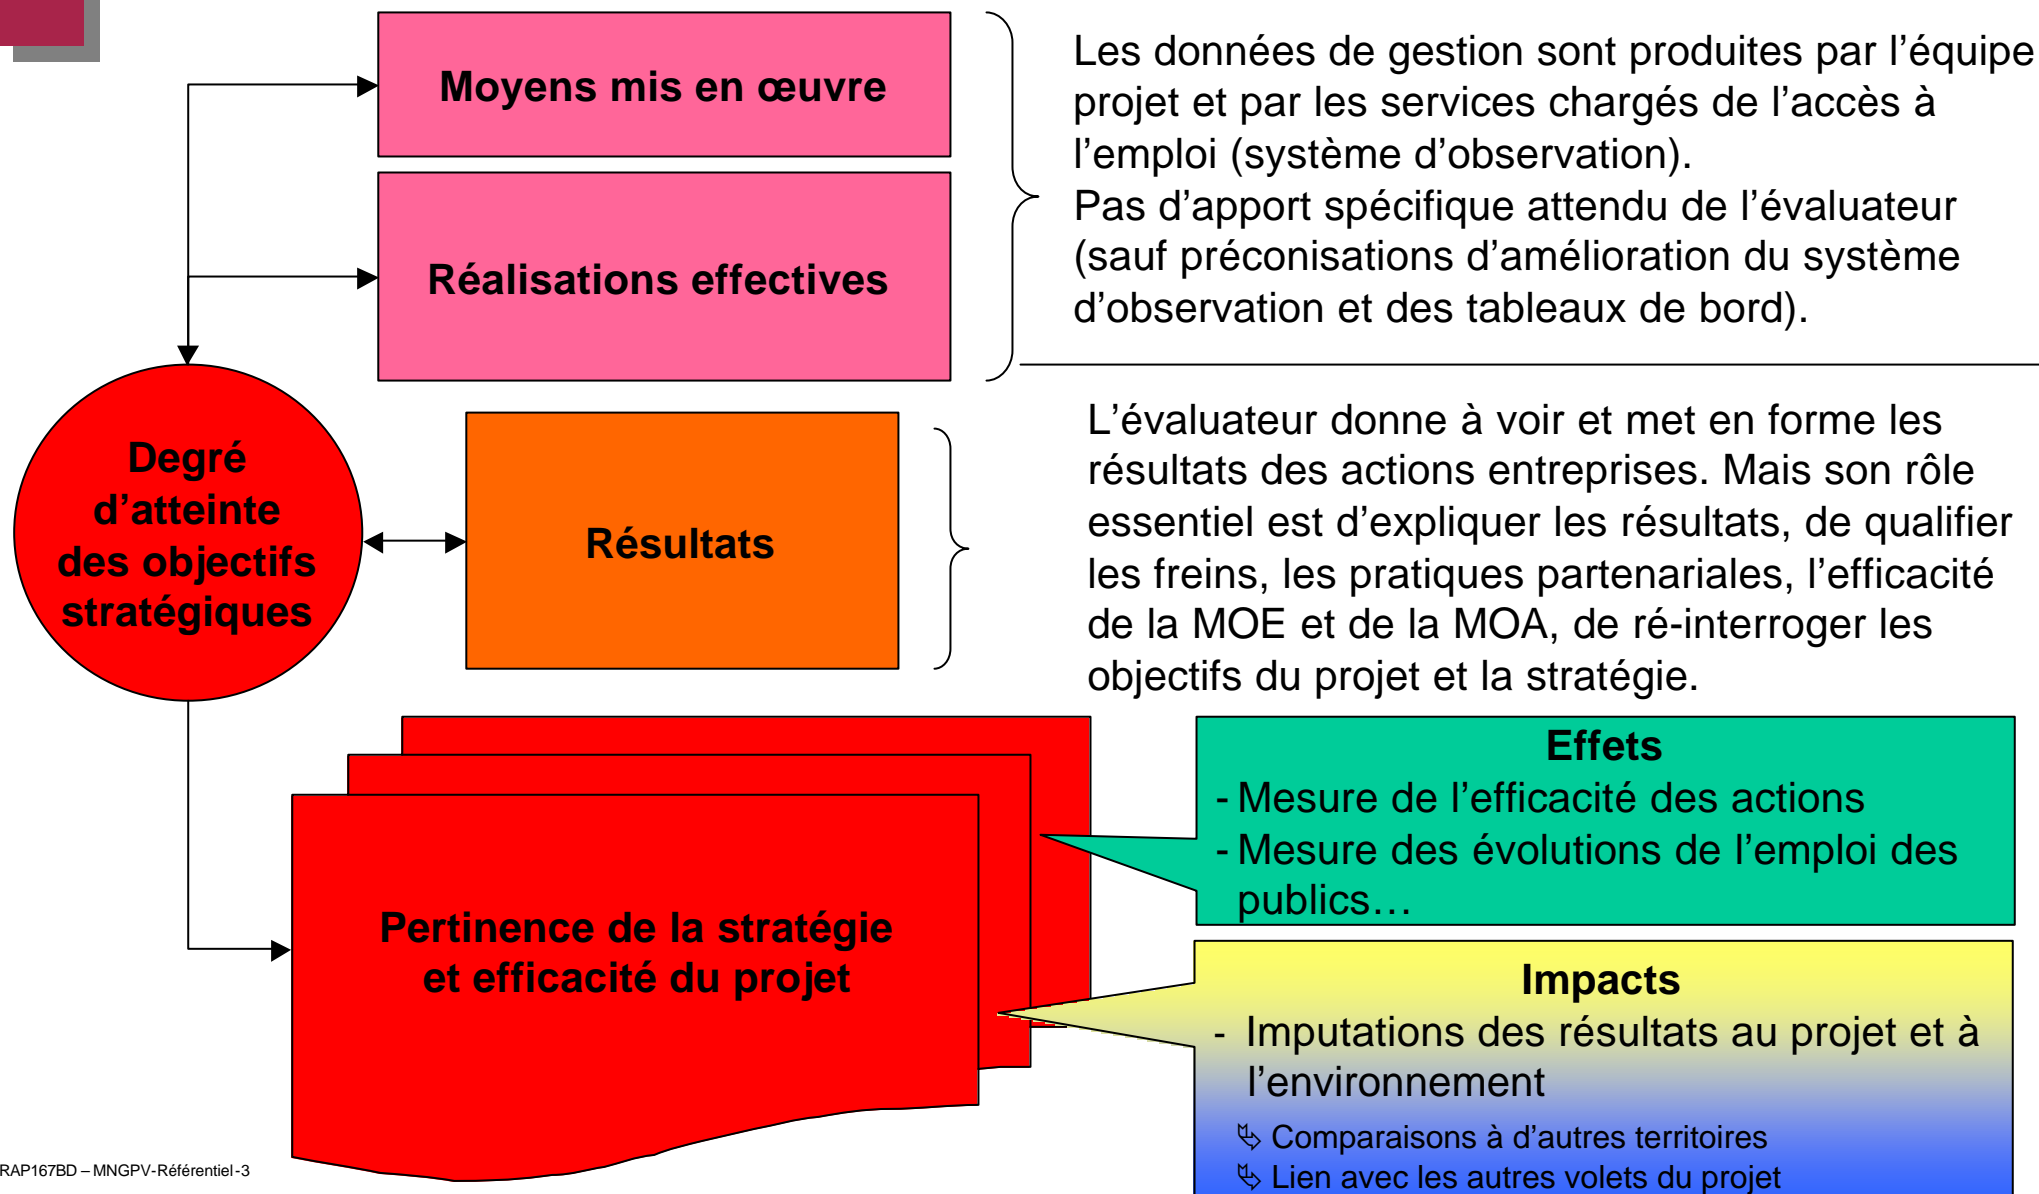 Moyens mis en œuvre
Les données de gestion sont produites par l’équipe
projet et par les services chargés de l’accès à
l’emploi (système d’observation).
Pas d’apport spécifique attendu de l’évaluateur
(sauf préconisations d’amélioration du système
d’observation et des tableaux de bord).
Réalisations effectives
Degré
d’atteinte
des objectifs
stratégiques
Résultats
L’évaluateur donne à voir et met en forme les
résultats des actions entreprises. Mais son rôle
essentiel est d’expliquer les résultats, de qualifier
les freins, les pratiques partenariales, l’efficacité
de la MOE et de la MOA, de ré-interroger les
objectifs du projet et la stratégie.
Pertinence de la stratégie
et efficacité du projet
Effets
- Mesure de l’efficacité des actions
- Mesure des évolutions de l’emploi des
publics…
Impacts
- Imputations des résultats au projet et à
l’environnement
↳ Comparaisons à d’autres territoires
↳ Lien avec les autres volets du projet
RAP167BD – MNGPV-Référentiel-3